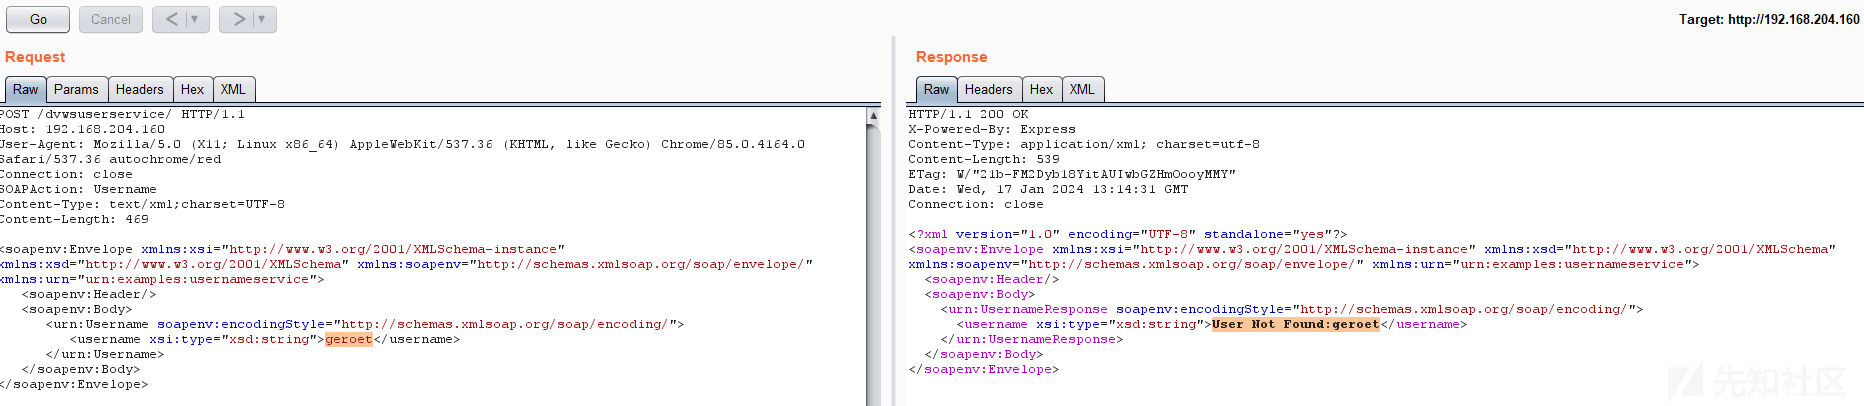 Go Cancel < > Target: http://192.168.204.160
Request
Raw Params Headers Hex XML
POST /dvwsuserservice/ HTTP/1.1
Host: 192.168.204.160
User-Agent: Mozilla/5.0 (X11; Linux x86_64) AppleWebKit/537.36 (KHTML, like Gecko) Chrome/85.0.4164.0
Safari/537.36 autochrome/red
Connection: close
SOAPAction: Username
Content-Type: text/xml;charset=UTF-8
Content-Length: 469

<soapenv:Envelope xmlns:xsi="http://www.w3.org/2001/XMLSchema-instance"
xmlns:xsd="http://www.w3.org/2001/XMLSchema" xmlns:soapenv="http://schemas.xmlsoap.org/soap/envelope/"
xmlns:urn="urn:examples:usernameservice">
<soapenv:Header/>
<soapenv:Body>
<urn:Username soapenv:encodingStyle="http://schemas.xmlsoap.org/soap/encoding/">
<username xsi:type="xsd:string">geroet</username>
</urn:Username>
</soapenv:Body>
</soapenv:Envelope>
Response
Raw Headers Hex XML
HTTP/1.1 200 OK
X-Powered-By: Express
Content-Type: application/xml; charset=utf-8
Content-Length: 539
ETag: W/"21b-FM2Dyb18YitAUIwbGZHmOooyMMY"
Date: Wed, 17 Jan 2024 13:14:31 GMT
Connection: close

<?xml version="1.0" encoding="UTF-8" standalone="yes"?>
<soapenv:Envelope xmlns:xsi="http://www.w3.org/2001/XMLSchema-instance" xmlns:xsd="http://www.w3.org/2001/XMLSchema"
xmlns:soapenv="http://schemas.xmlsoap.org/soap/envelope/" xmlns:urn="urn:examples:usernameservice">
<soapenv:Header/>
<soapenv:Body>
<urn:UsernameResponse soapenv:encodingStyle="http://schemas.xmlsoap.org/soap/encoding/">
<username xsi:type="xsd:string">User Not Found:geroet</username>
</urn:UsernameResponse>
</soapenv:Body>
</soapenv:Envelope>
先知社区